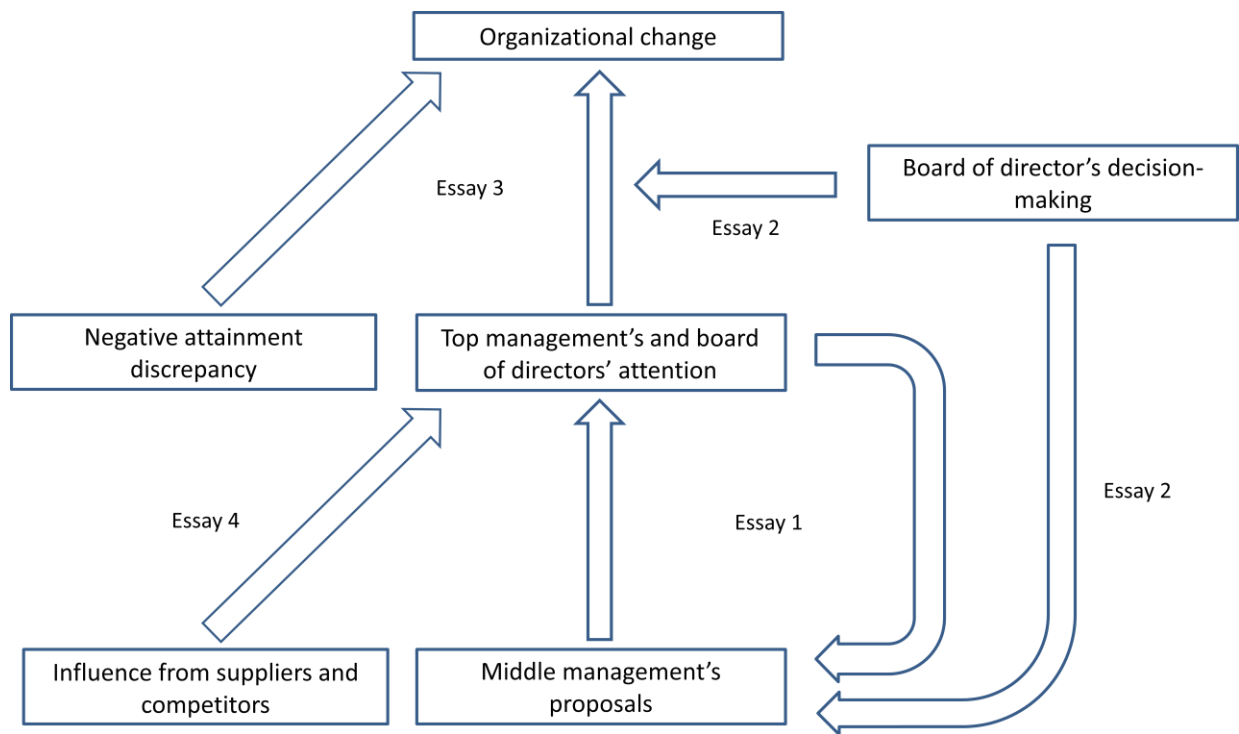 Organizational change
Essay 3
Essay 2
Board of director's decision-
making
Negative attainment
discrepancy
Top management's and board
of directors' attention
Essay 4
Essay 1
Essay 2
Influence from suppliers and
competitors
Middle management's
proposals